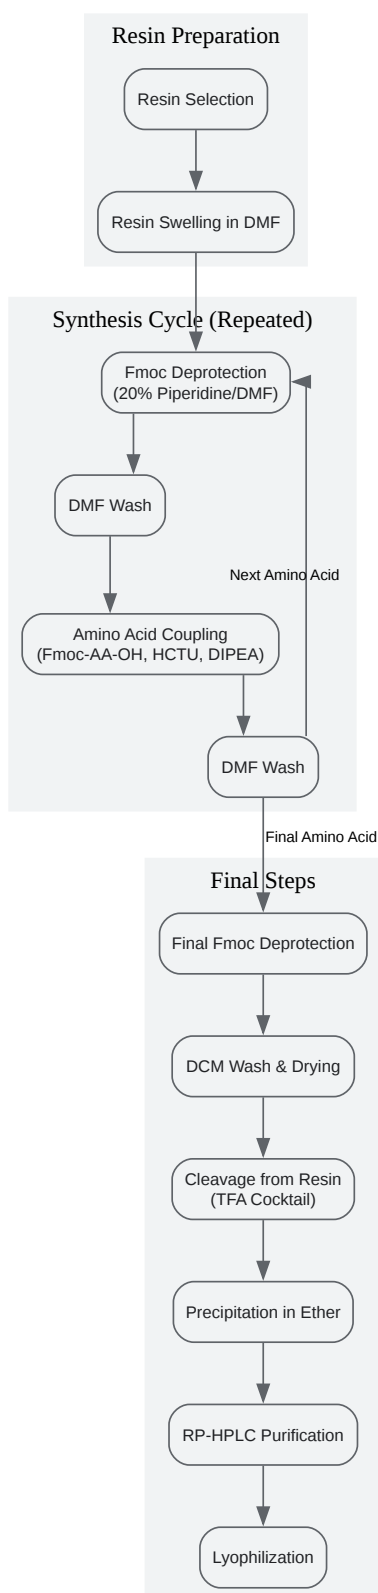 Resin Preparation
Resin Selection
Resin Swelling in DMF
Synthesis Cycle (Repeated)
Fmoc Deprotection
(20% Piperidine/DMF)
DMF Wash
Next Amino Acid
Amino Acid Coupling
(Fmoc-AA-OH, HCTU, DIPEA)
DMF Wash
Final Amino Acid
Final Steps
Final Fmoc Deprotection
DCM Wash & Drying
Cleavage from Resin
(TFA Cocktail)
Precipitation in Ether
RP-HPLC Purification
Lyophilization